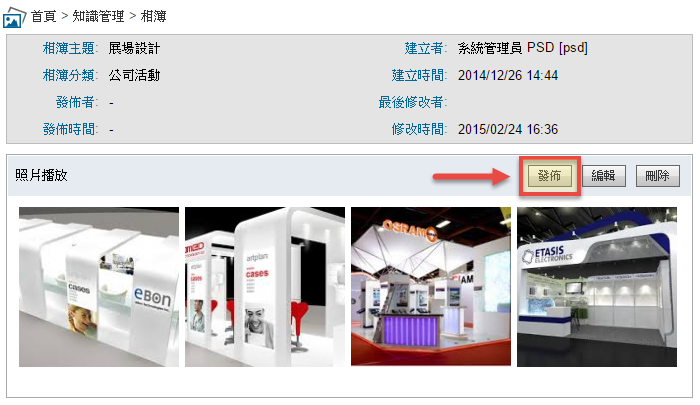 首頁 > 知識管理 > 相簿
相簿主題: 展場設計 建立者: 系統管理員 PSD [psd]
相簿分類: 公司活動 建立時間: 2014/12/26 14:44
發佈者: - 最後修改者:
發佈時間: - 修改時間: 2015/02/24 16:36
照片播放 發佈 編輯 刪除
cases
eBon
artplan
cases
OSRAM
ETASIS
ELECTRONICS